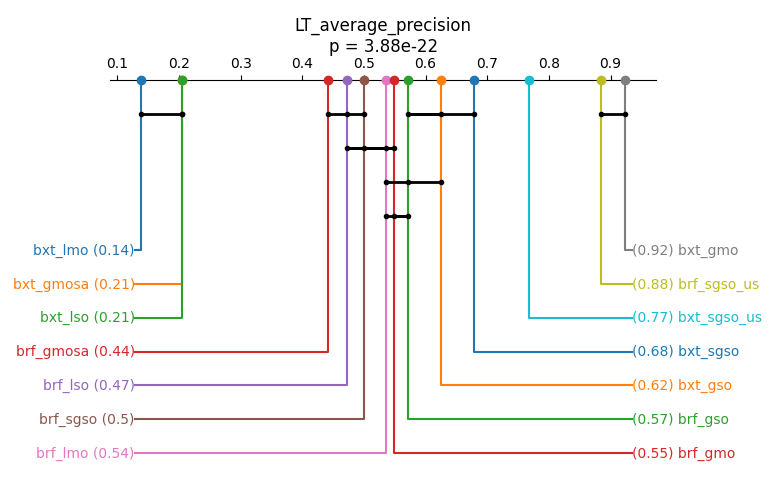 LT_average_precision
p = 3.88e-22
0.1 0.2 0.3 0.4 0.5 0.6 0.7 0.8 0.9
bxt_lmo (0.14) (0.92) bxt_gmo
bxt_gmosa (0.21) (0.88) brf_sgso_us
bxt_lso (0.21) (0.77) bxt_sgso_us
brf_gmosa (0.44) (0.68) bxt_sgso
brf_lso (0.47) (0.62) bxt_gso
brf_sgso (0.5) (0.57) brf_gso
brf_lmo (0.54) (0.55) brf_gmo